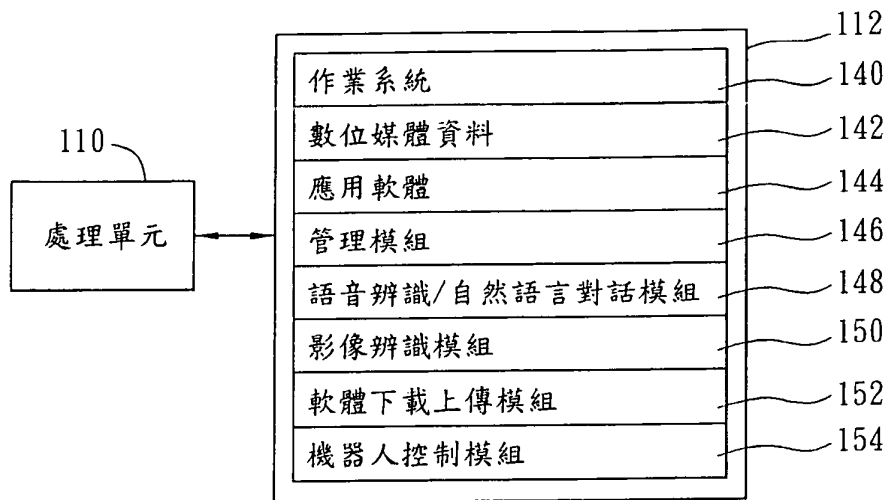 112
作業系統
140
數位媒體資料
142
110
應用軟體
144
處理單元
管理模組
146
語音辨識/自然語言對話模組
148
影像辨識模組
150
軟體下載上傳模組
152
機器人控制模組
154